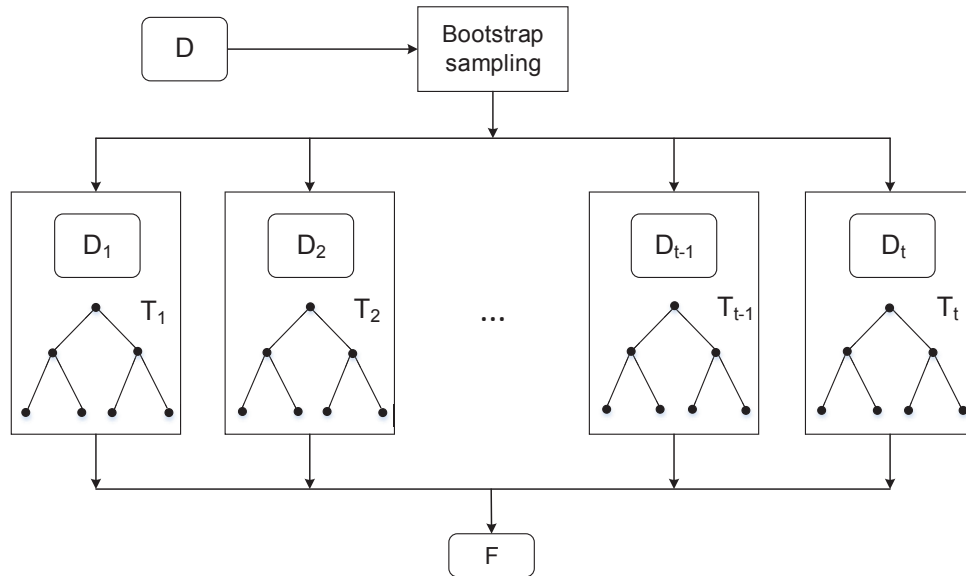 D
Bootstrap
sampling
D₁
D₂
Dₜ₋₁
Dₜ
T₁
T₂
...
Tₜ₋₁
Tₜ
F